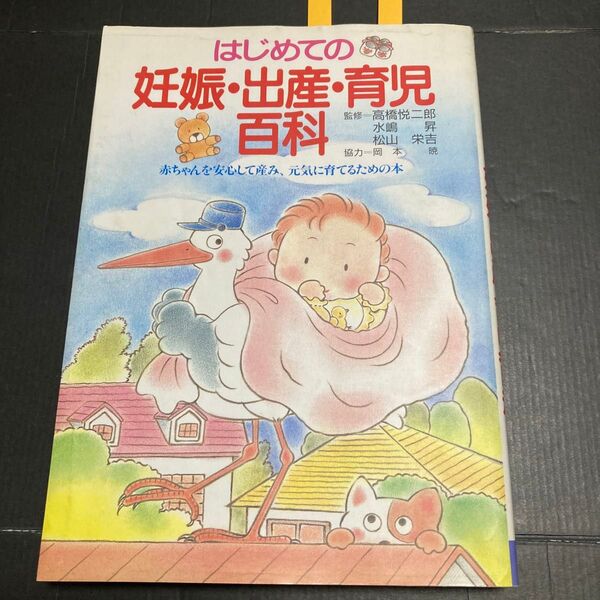 はじめての
妊娠・出産・育児
百科
監修─高橋悦二郎
水嶋　昇
松山　栄吉
協力─岡本　暁
赤ちゃんを安心して産み、元気に育てるための本